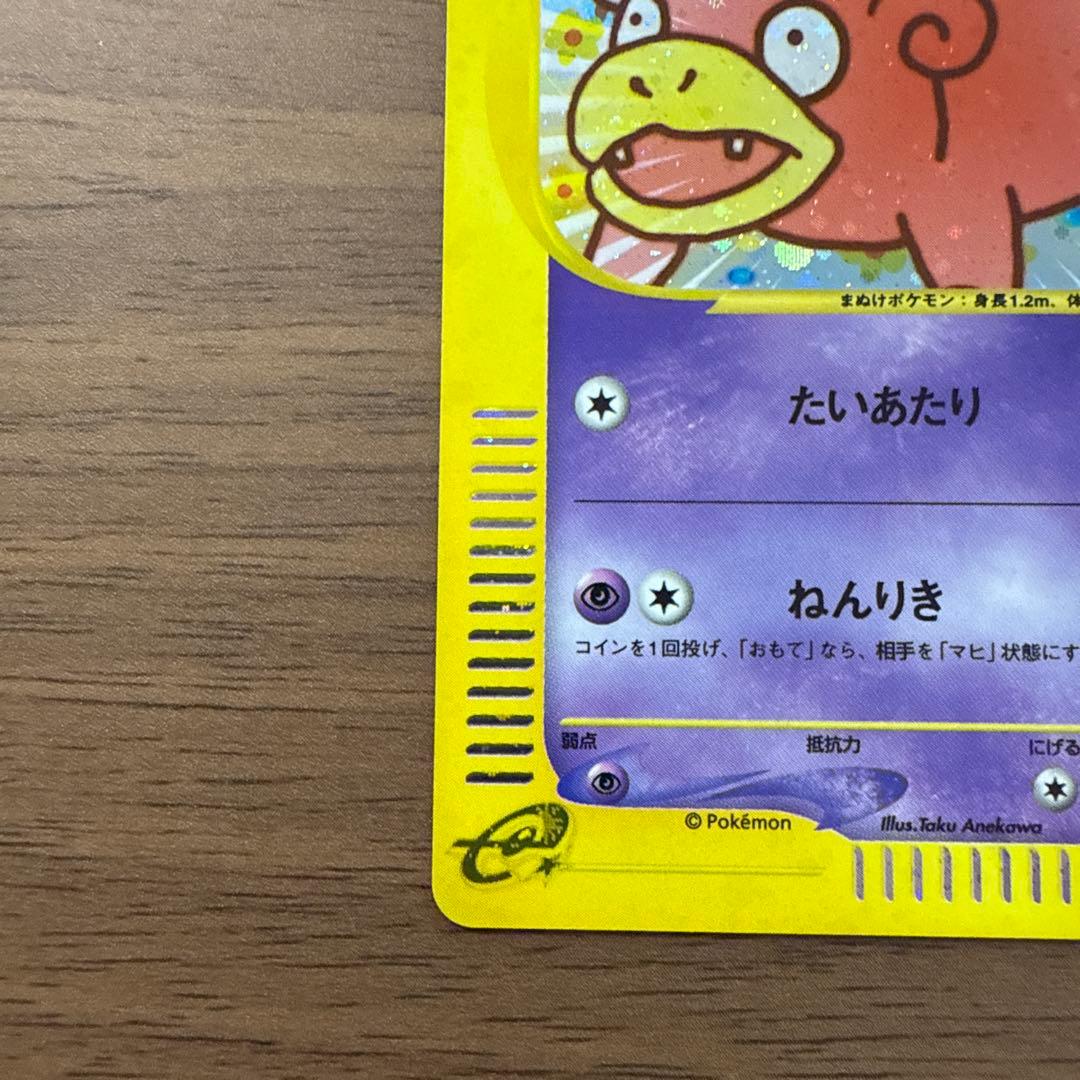 まぬけポケモン：身長1.2m、体
たいあたり
ねんりき
コインを1回投げ、「おもて」なら、相手を「マヒ」状態にす
弱点 抵抗力 にげる
© Pokémon Illus.Taku Anekawa